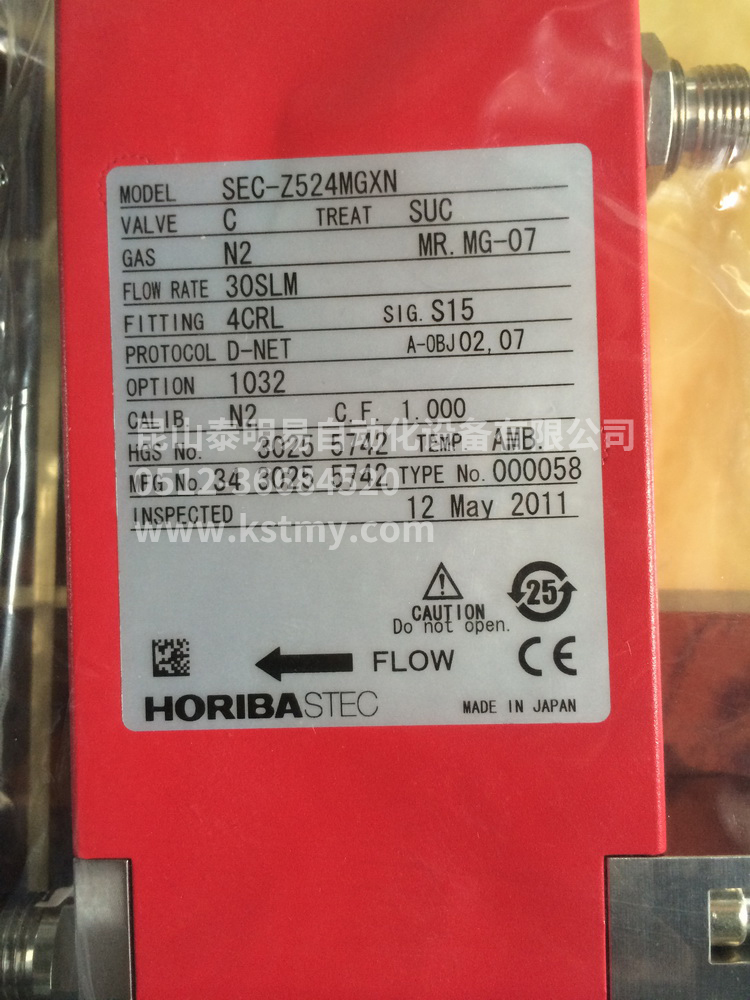 MODEL SEC-Z524MGXN
VALVE C TREAT SUC
GAS N2 MR. MG-07
FLOW RATE 30SLM
FITTING 4CRL SIG. S15
PROTOCOL D-NET A-OBJ 02,07
OPTION 1032
CALIB. N2 C.F. 1.000
昆山泰明昊自动化设备有限公司
HGS No. 3025 5742 TEMP. AMB.
MFG No. 34 3025 5742 TYPE No. 000058
INSPECTED 12 May 2011
www.kstmy.com
25
CAUTION
Do not open.
FLOW
CE
HORIBASTEC
MADE IN JAPAN